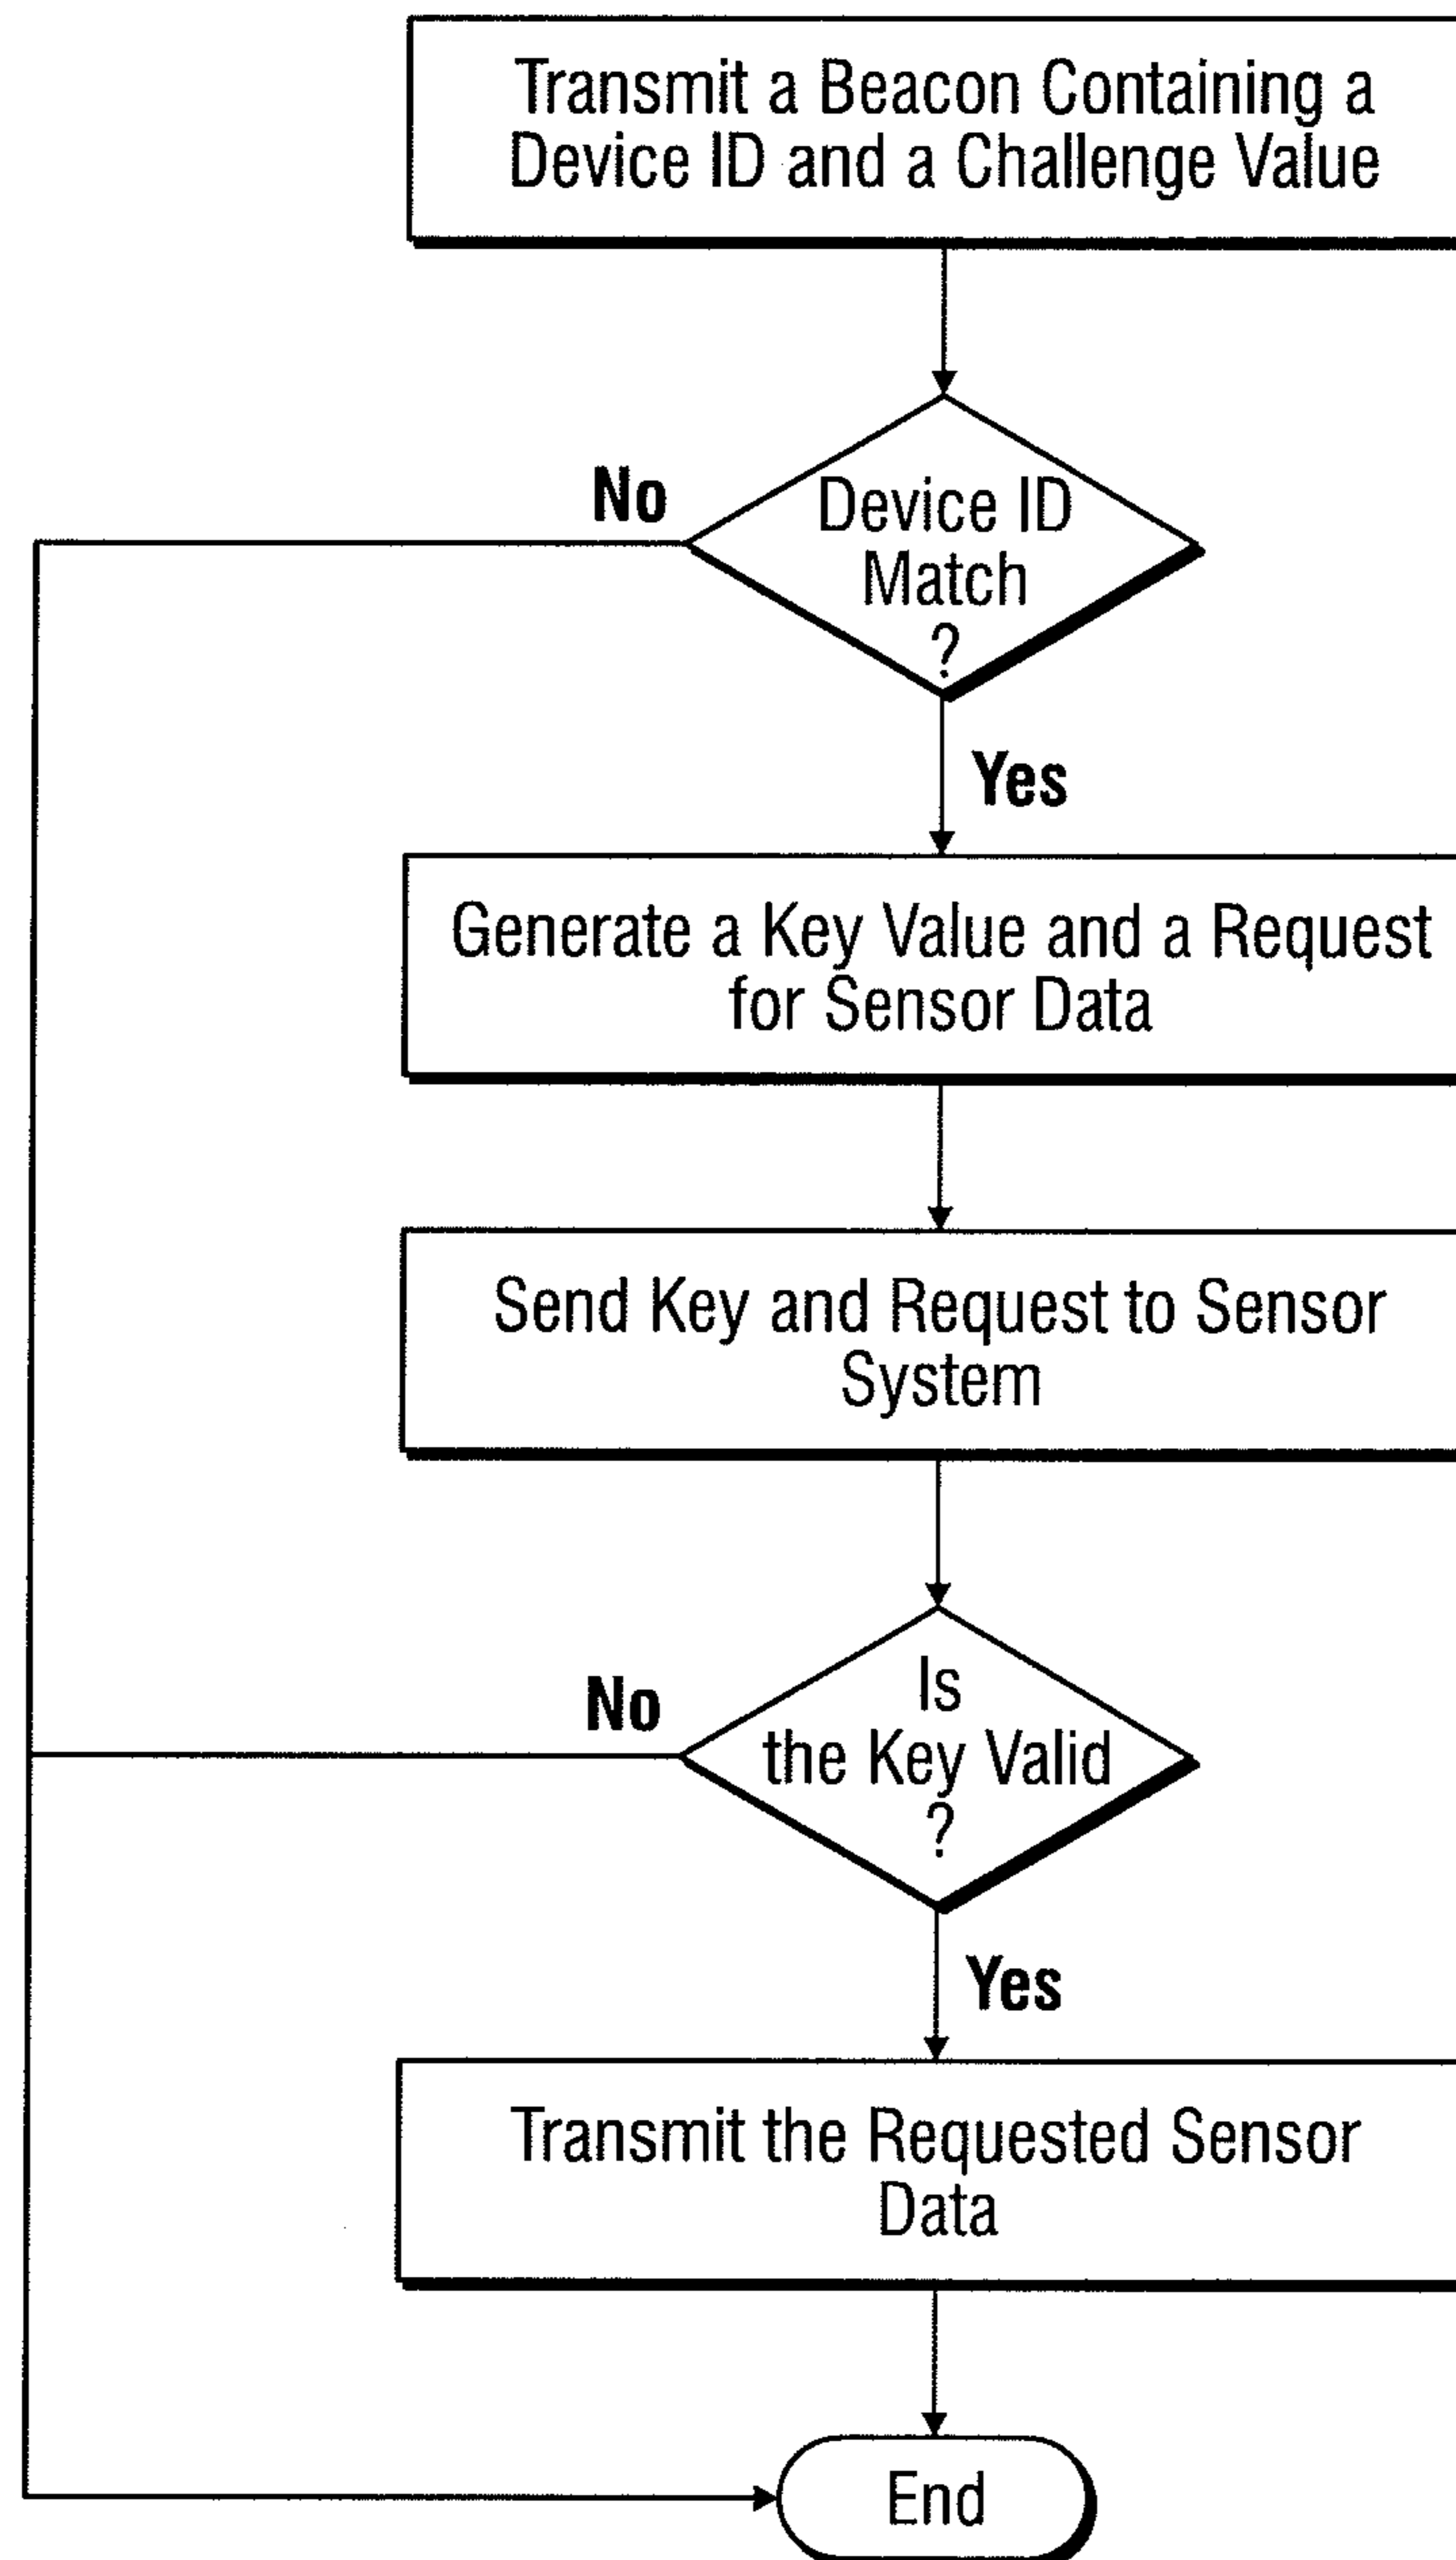 Transmit a Beacon Containing a
Device ID and a Challenge Value
No
Device ID
Match
?
Yes
Generate a Key Value and a Request
for Sensor Data
Send Key and Request to Sensor
System
No
Is
the Key Valid
?
Yes
Transmit the Requested Sensor
Data
End